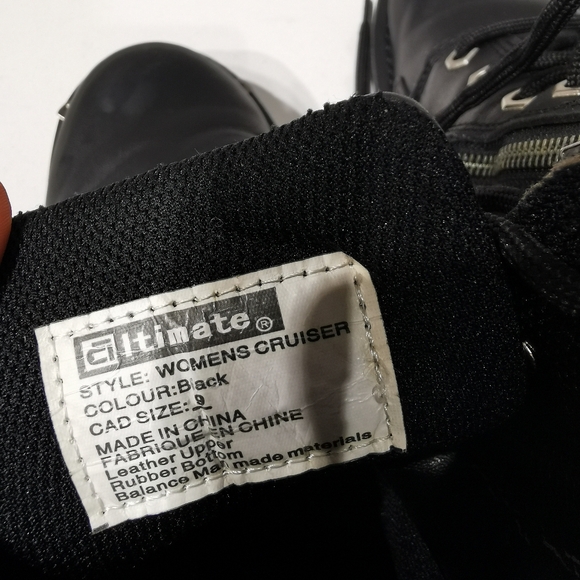 Ultimate®
STYLE: WOMENS CRUISER
COLOUR:Black
CAD SIZE: 9
MADE IN CHINA
FABRIQUE EN CHINE
Leather Upper
Rubber Bottom
Balance Man made materials